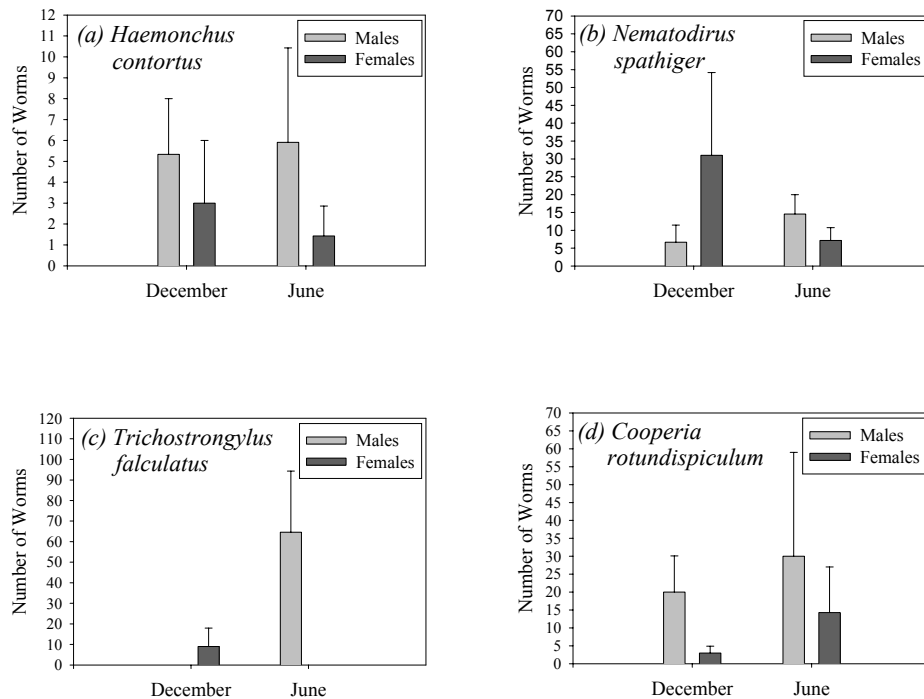 (a) Haemonchus
contortus
Males
Females
Number of Worms
12
11
10
9
8
7
6
5
4
3
2
1
0
December
June
(b) Nematodirus
spathiger
Males
Females
Number of Worms
70
65
60
55
50
45
40
35
30
25
20
15
10
5
0
December
June
(c) Trichostrongylus
falculatus
Males
Females
Number of Worms
120
110
100
90
80
70
60
50
40
30
20
10
0
December
June
(d) Cooperia
rotundispiculum
Males
Females
Number of Worms
70
65
60
55
50
45
40
35
30
25
20
15
10
5
0
December
June